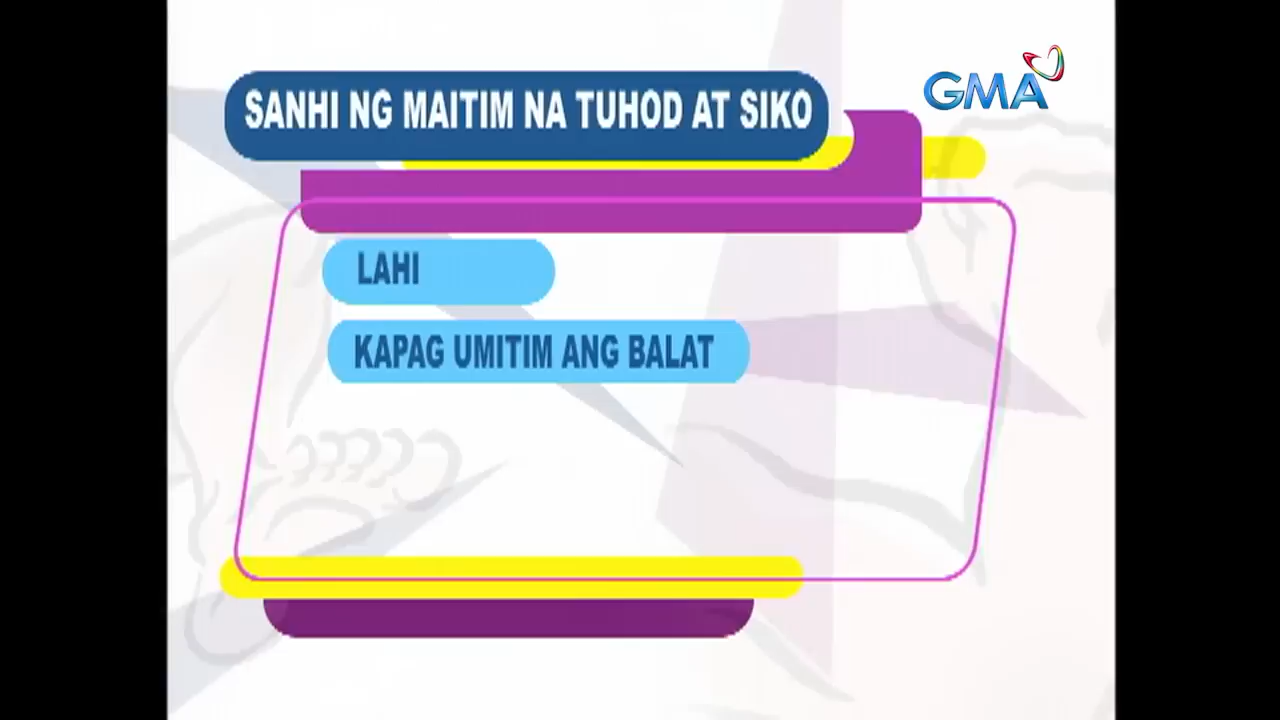 GMA
SANHI NG MAITIM NA TUHOD AT SIKO
LAHI
KAPAG UMITIM ANG BALAT